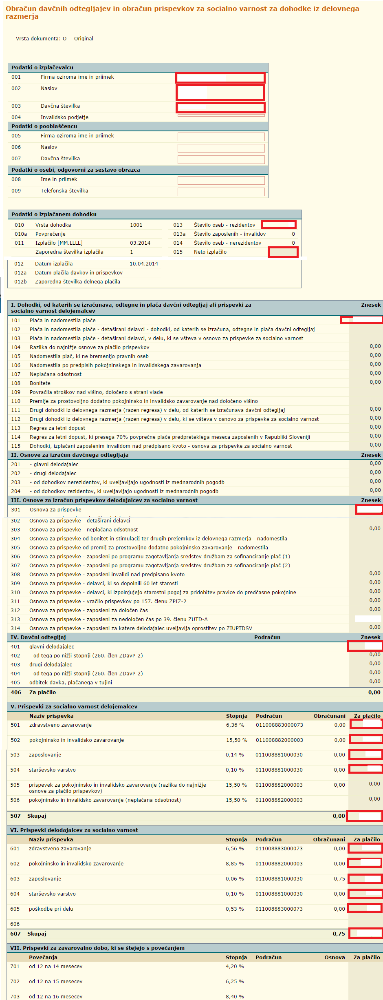 Obračun davčnih odtegljajev in obračun prispevkov za socialno varnost za dohodke iz delovnega
razmerja
Vrsta dokumenta: O - Original
Podatki o izplačevalcu
001 Firma oziroma ime in priimek
002 Naslov
003 Davčna številka
004 Invalidsko podjetje
Podatki o pooblaščencu
005 Firma oziroma ime in priimek
006 Naslov
007 Davčna številka
Podatki o osebi, odgovorni za sestavo obrazca
008 Ime in priimek
009 Telefonska številka
Podatki o izplačanem dohodku
010 Vrsta dohodka 1001 013 Število oseb - rezidentov
010a Povprečenje 013a Število zaposlenih - invalidov 0
011 Izplačilo [MM.LLLL] 03.2014 014 Število oseb - nerezidentov 0
Zaporedna številka izplačila 1 015 Neto izplačilo
012 Datum izplačila 10.04.2014
012a Datum plačila davkov in prispevkov
012b Zaporedna številka delnega plačila
I. Dohodki, od katerih se izračunava, odtegne in plača davčni odtegljaj ali prispevki za Znesek
socialno varnost delojemalcev
101 Plača in nadomestila plače
102 Plača in nadomestila plače - detaširani delavci - dohodki, od katerih se izračuna, odtegne in plača davčni odtegljaj
103 Plača in nadomestila plače - detaširani delavci, v delu, ki se všteva v osnovo za prispevke za socialno varnost
104 Razlika do najnižje osnove za plačilo prispevkov 0,00
105 Nadomestila plač, ki ne bremenijo pravnih oseb 0,00
106 Nadomestila po predpisih pokojninskega in invalidskega zavarovanja 0,00
107 Neplačana odsotnost 0,00
108 Bonitete 0,00
109 Povračila stroškov nad višino, določeno s strani vlade
110 Premije za prostovoljno dodatno pokojninsko in invalidsko zavarovanje nad določeno višino
111 Drugi dohodki iz delovnega razmerja (razen regresa) v delu, od katerih se izračunava davčni odtegljaj 0,00
112 Drugi dohodki iz delovnega razmerja (razen regresa) v delu, ki se všteva v osnovo za prispevke za socialno varnost 0,00
113 Regres za letni dopust 0,00
114 Regres za letni dopust, ki presega 70% povprečne plače predpreteklega meseca zaposlenih v Republiki Sloveniji 0,00
115 Dohodki, izplačani zaposlenim invalidom nad predpisano kvoto - osnova za prispevke za socialno varnost 0,00
II. Osnove za izračun davčnega odtegljaja Znesek
201 - glavni delodajalec 0,00
202 - drugi delodajalec 0,00
203 - od dohodkov nerezidentov, ki uveljavljajo ugodnosti iz mednarodnih pogodb 0,00
204 - od dohodkov rezidentov, ki uveljavljajo ugodnosti iz mednarodnih pogodb 0,00
III. Osnove za izračun prispevkov delodajalcev za socialno varnost Znesek
301 Osnova za prispevke
302 Osnova za prispevke - detaširani delavci
303 Osnova za prispevke - neplačana odsotnost 0,00
304 Osnova za prispevke od bonitet in stimulacij ter drugih prejemkov iz delovnega razmerja - nadomestila
305 Osnova za prispevke od premij za prostovoljno dodatno pokojninsko zavarovanje - nadomestila
306 Osnova za prispevke - zaposleni po programu zagotavljanja sredstev družbam za sofinanciranje plač (1)
307 Osnova za prispevke - zaposleni po programu zagotavljanja sredstev družbam za sofinanciranje plač (2)
308 Osnova za prispevke - zaposleni invalidi nad predpisano kvoto 0,00
309 Osnova za prispevke - delavci, ki so dopolnili 60 let starosti 0,00
310 Osnova za prispevke - delavci, ki izpolnjujejo starostni pogoj za pridobitev pravice do predčasne pokojnine 0,00
311 Osnova za prispevke - vračilo prispevkov po 157. členu ZPIZ-2 0,00
312 Osnova za prispevke - zaposleni za določen čas 0,00
313 Osnova za prispevke - zaposleni za nedoločen čas po 39. členu ZUTD-A
314 Osnova za prispevke - zaposleni za katere delodajalec uveljavlja oprostitev po ZIUPTDSV 0,00
IV. Davčni odtegljaj Podračun Znesek
401 glavni delodajalec
402 - od tega po nižji stopnji (260. člen ZDavP-2) 0,00
403 drugi delodajalec 0,00
404 - od tega po nižji stopnji (260. člen ZDavP-2) 0,00
405 odbitek davka, plačanega v tujini 0,00
406 Za plačilo 0,00
V. Prispevki za socialno varnost delojemalcev
Naziv prispevka Stopnja Podračun Obračunani Za plačilo
501 zdravstveno zavarovanje 6,36 % 011008883000073 0,00
502 pokojninsko in invalidsko zavarovanje 15,50 % 011008882000003 0,00
503 zaposlovanje 0,14 % 011008881000030 0,00
504 starševsko varstvo 0,10 % 011008881000030 0,00
505 prispevek za pokojninsko in invalidsko zavarovanje (razlika do najnižje 15,50 % 011008882000003 0,00 0,00
osnove za plačilo prispevkov)
506 pokojninsko in invalidsko zavarovanje (neplačana odsotnost) 15,50 % 011008882000003 0,00
507 Skupaj 0,00
VI. Prispevki delodajalcev za socialno varnost
Naziv prispevka Stopnja Podračun Obračunani Za plačilo
601 zdravstveno zavarovanje 6,56 % 011008883000073 0,00
602 pokojninsko in invalidsko zavarovanje 8,85 % 011008882000003 0,00
603 zaposlovanje 0,06 % 011008881000030 0,75
604 starševsko varstvo 0,10 % 011008881000030 0,00
605 poškodbe pri delu 0,53 % 011008883000073 0,00
606
607 Skupaj 0,75
VII. Prispevki za zavarovalno dobo, ki se štejejo s povečanjem
Povečanja Stopnja Podračun Osnova Za plačilo
701 od 12 na 14 mesecev 4,20 %
702 od 12 na 15 mesecev 6,25 %
703 od 12 na 16 mesecev 8,40 %